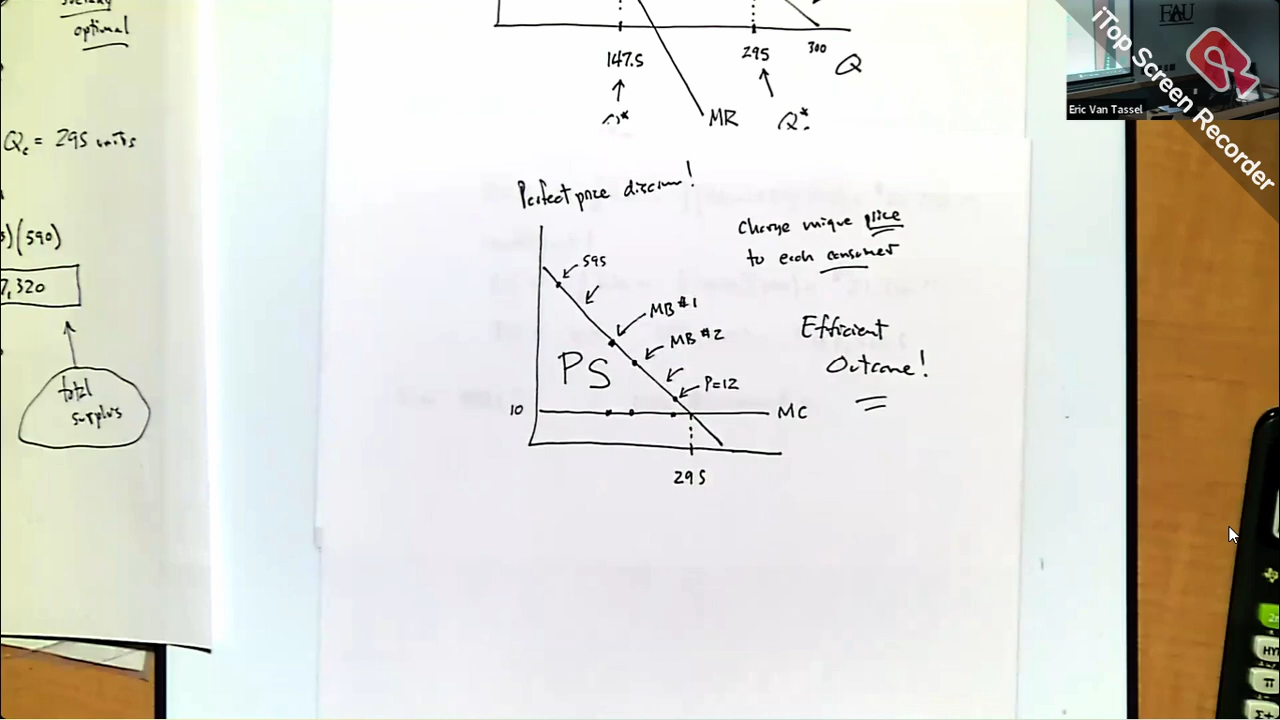 society
optimal
Qc = 295 units
)(590)
7,320
total
surplus
147.5
295
300
Q
MR
Q*
Perfect price discrim!
Charge unique price
to each consumer
595
MB #1
MB #2
P=12
PS
10
MC
295
Efficient
Outcome!
FAU
Eric Van Tassel
iTop Screen Recorder
HY
π
Σ+